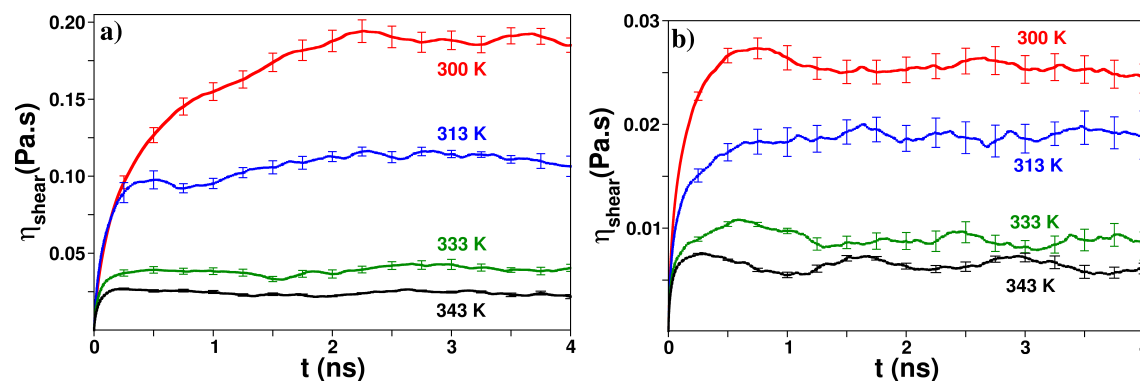 a)
0.20
0.15
0.10
0.05
η_shear(Pa.s)
300 K
313 K
333 K
343 K
0 1 2 3 4
t (ns)
b)
0.03
0.02
0.01
η_shear(Pa.s)
300 K
313 K
333 K
343 K
0 1 2 3
t (ns)